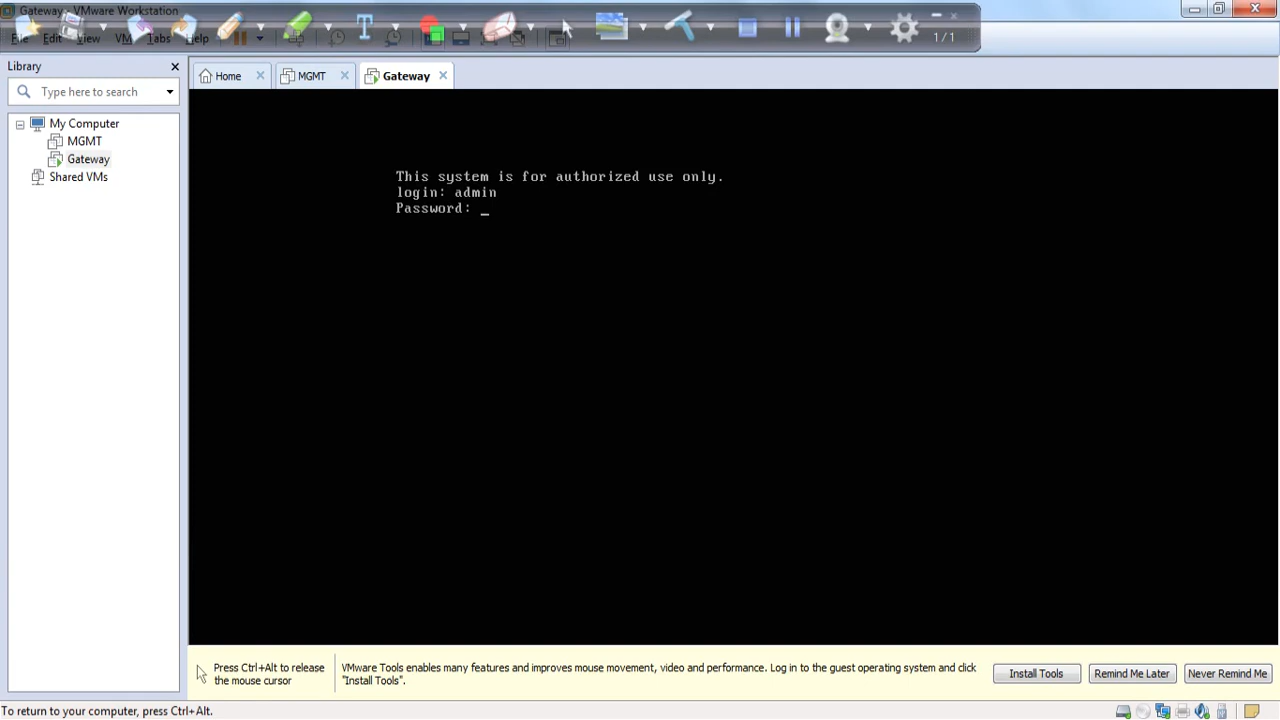 Gateway - VMware Workstation
File Edit View VM Tabs Help
1/1
Library
Type here to search
My Computer
MGMT
Gateway
Shared VMs
Home MGMT Gateway
This system is for authorized use only.
login: admin
Password: _
Press Ctrl+Alt to release
the mouse cursor
VMware Tools enables many features and improves mouse movement, video and performance. Log in to the guest operating system and click
"Install Tools".
Install Tools Remind Me Later Never Remind Me
To return to your computer, press Ctrl+Alt.